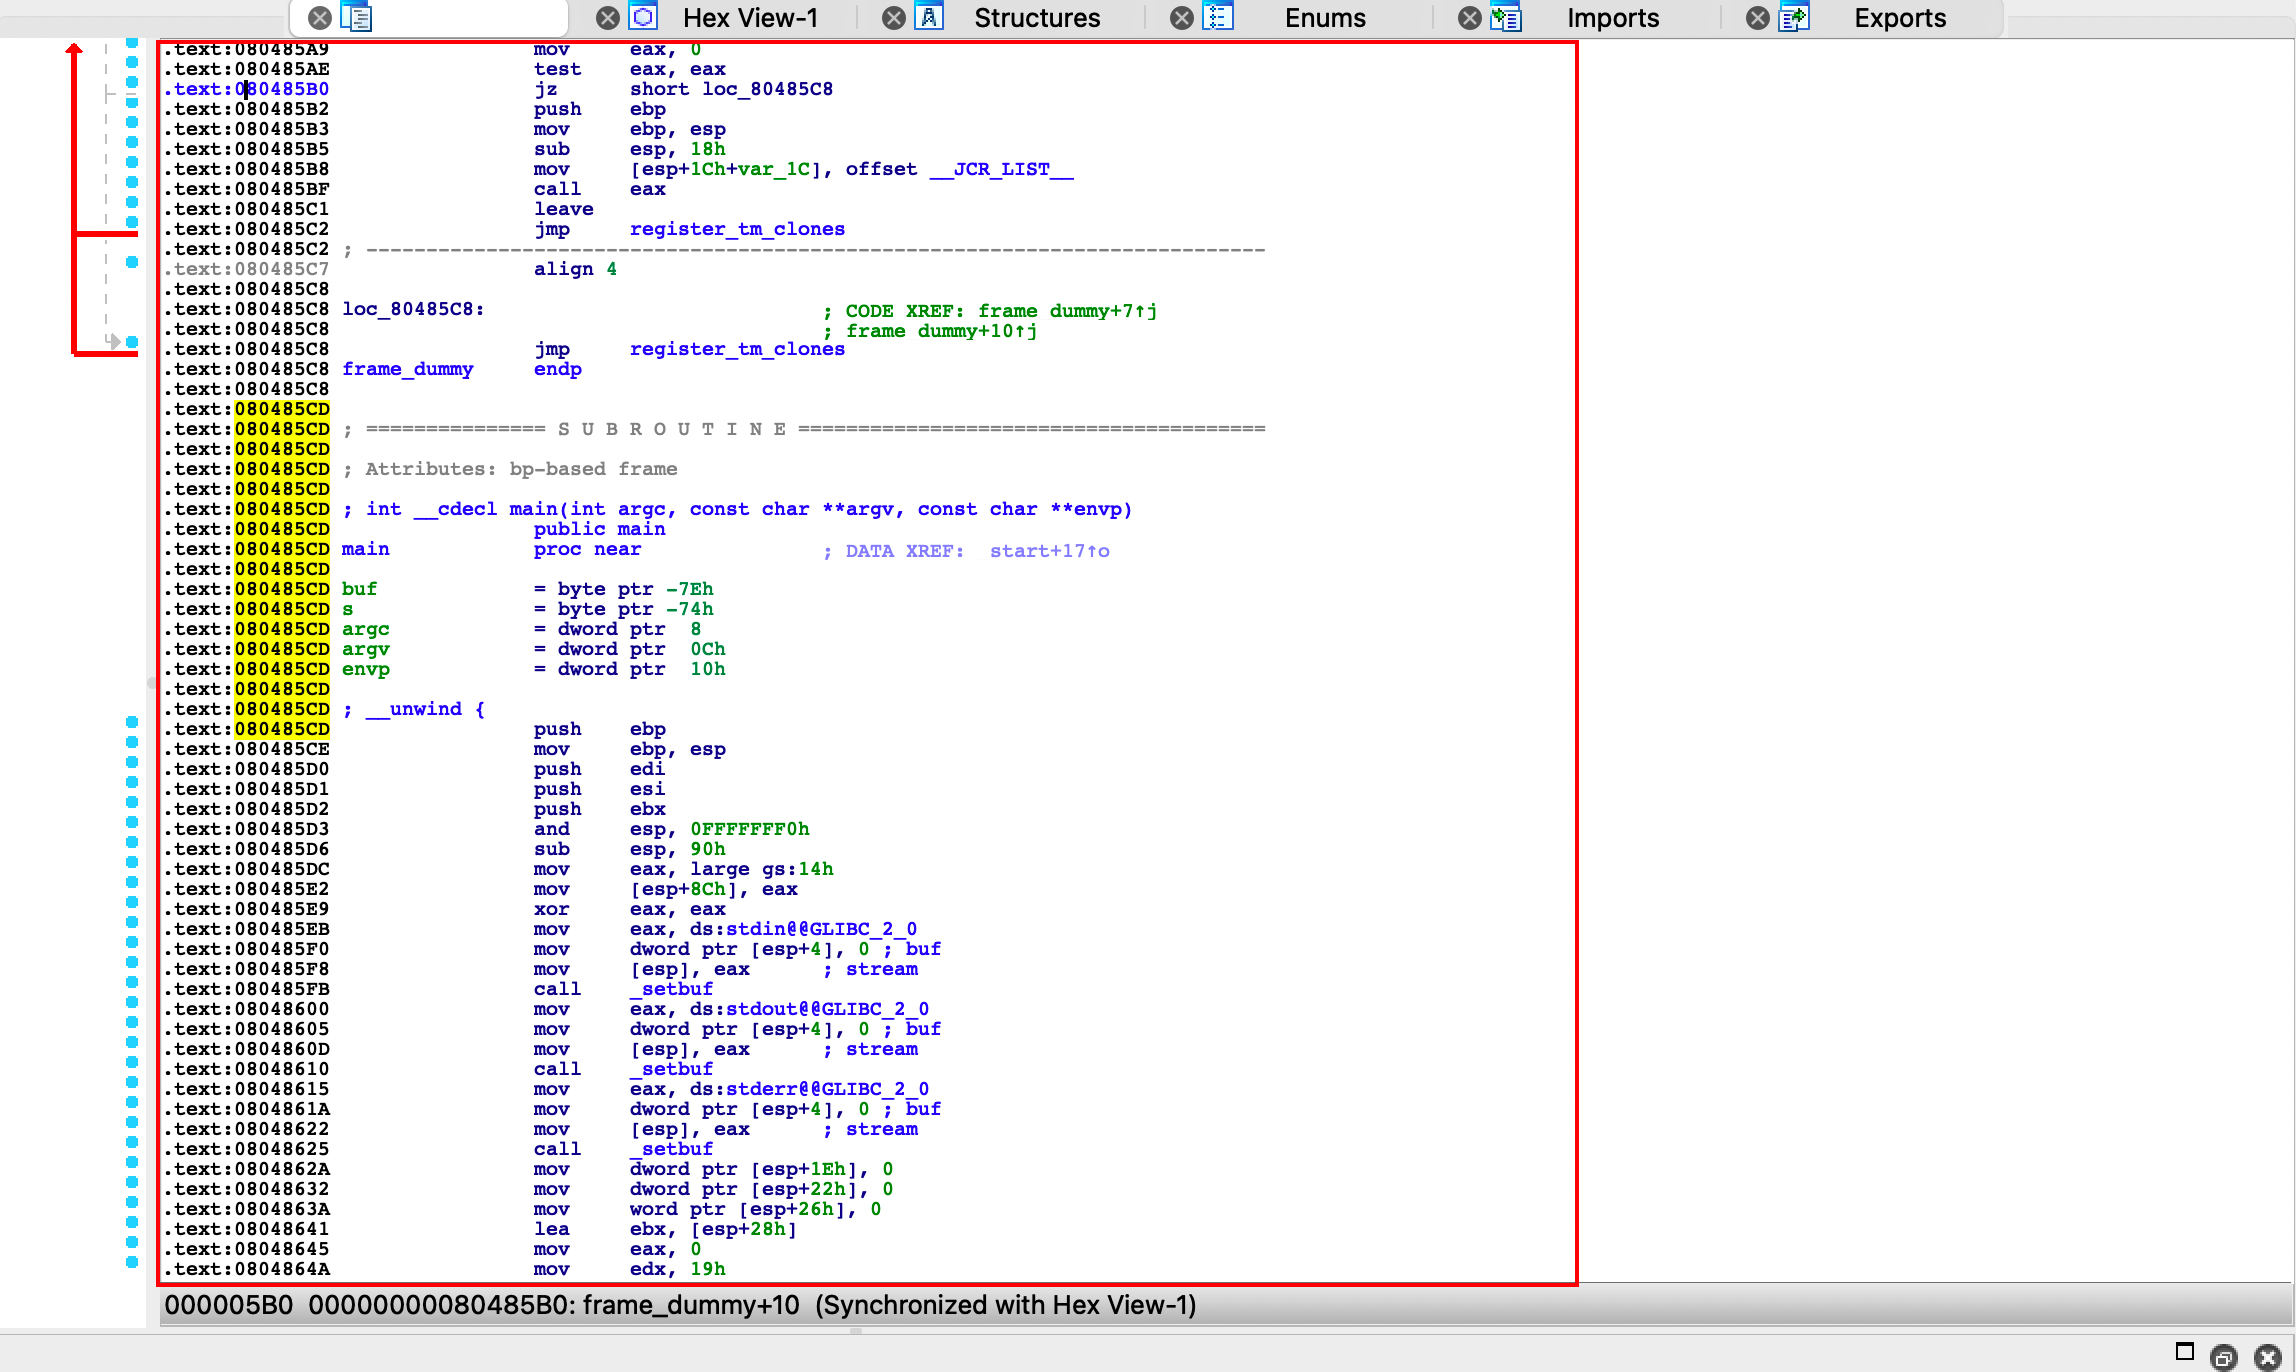 Hex View-1 Structures Enums Imports Exports
.text:080485A9 mov eax, 0
.text:080485AE test eax, eax
.text:080485B0 jz short loc_80485C8
.text:080485B2 push ebp
.text:080485B3 mov ebp, esp
.text:080485B5 sub esp, 18h
.text:080485B8 mov [esp+1Ch+var_1C], offset __JCR_LIST__
.text:080485BF call eax
.text:080485C1 leave
.text:080485C2 jmp register_tm_clones
.text:080485C2 ; ---------------------------------------------------------------------------
.text:080485C7 align 4
.text:080485C8
.text:080485C8 loc_80485C8: ; CODE XREF: frame dummy+7↑j
.text:080485C8 ; frame dummy+10↑j
.text:080485C8 jmp register_tm_clones
.text:080485C8 frame_dummy endp
.text:080485C8
.text:080485CD
.text:080485CD ; =============== S U B R O U T I N E =======================================
.text:080485CD
.text:080485CD ; Attributes: bp-based frame
.text:080485CD
.text:080485CD ; int __cdecl main(int argc, const char **argv, const char **envp)
.text:080485CD public main
.text:080485CD main proc near ; DATA XREF: start+17↑o
.text:080485CD
.text:080485CD buf = byte ptr -7Eh
.text:080485CD s = byte ptr -74h
.text:080485CD argc = dword ptr 8
.text:080485CD argv = dword ptr 0Ch
.text:080485CD envp = dword ptr 10h
.text:080485CD
.text:080485CD ; __unwind {
.text:080485CD push ebp
.text:080485CE mov ebp, esp
.text:080485D0 push edi
.text:080485D1 push esi
.text:080485D2 push ebx
.text:080485D3 and esp, 0FFFFFFF0h
.text:080485D6 sub esp, 90h
.text:080485DC mov eax, large gs:14h
.text:080485E2 mov [esp+8Ch], eax
.text:080485E9 xor eax, eax
.text:080485EB mov eax, ds:stdin@@GLIBC_2_0
.text:080485F0 mov dword ptr [esp+4], 0 ; buf
.text:080485F8 mov [esp], eax ; stream
.text:080485FB call _setbuf
.text:08048600 mov eax, ds:stdout@@GLIBC_2_0
.text:08048605 mov dword ptr [esp+4], 0 ; buf
.text:0804860D mov [esp], eax ; stream
.text:08048610 call _setbuf
.text:08048615 mov eax, ds:stderr@@GLIBC_2_0
.text:0804861A mov dword ptr [esp+4], 0 ; buf
.text:08048622 mov [esp], eax ; stream
.text:08048625 call _setbuf
.text:0804862A mov dword ptr [esp+1Eh], 0
.text:08048632 mov dword ptr [esp+22h], 0
.text:0804863A mov word ptr [esp+26h], 0
.text:08048641 lea ebx, [esp+28h]
.text:08048645 mov eax, 0
.text:0804864A mov edx, 19h
000005B0 00000000080485B0: frame_dummy+10 (Synchronized with Hex View-1)